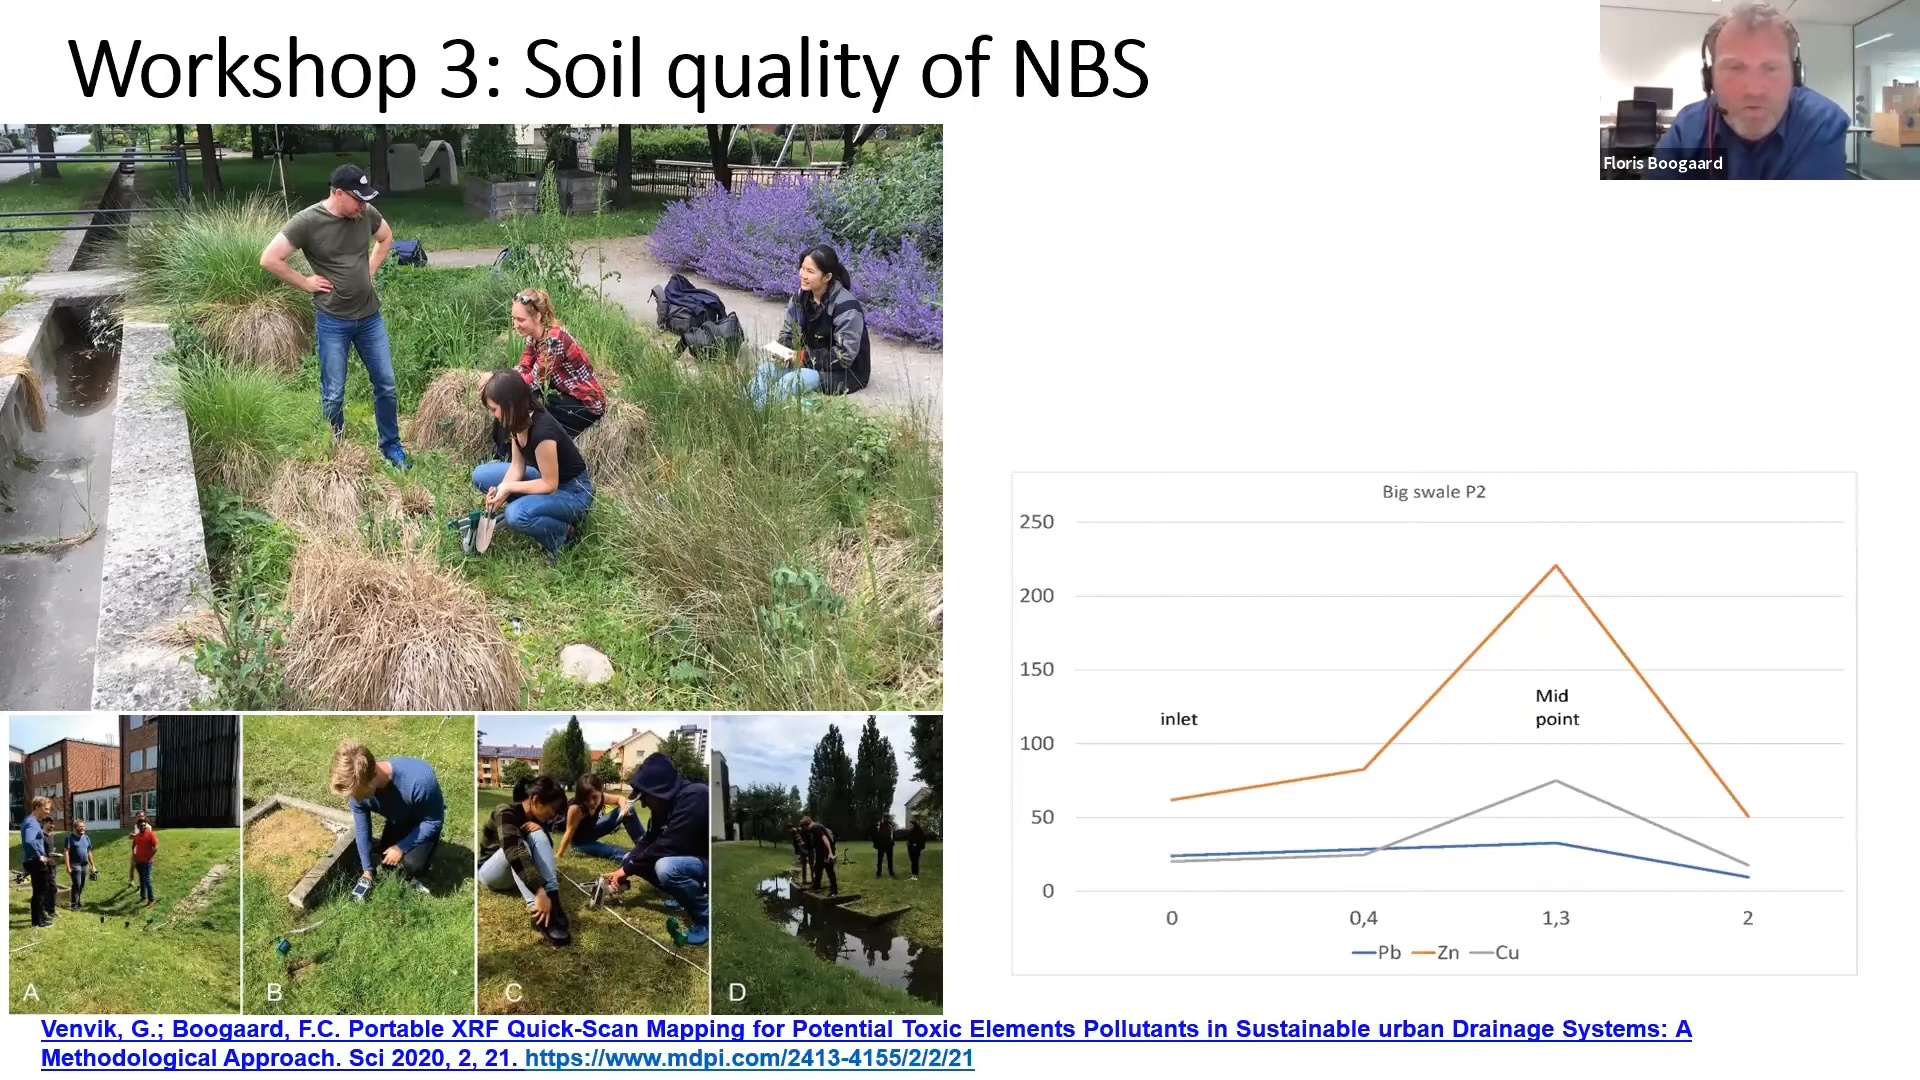 Workshop 3: Soil quality of NBS
Floris Boogaard
Big swale P2
250
200
150
100
50
0
inlet
Mid
point
0
0,4
1,3
2
Pb
Zn
Cu
A
B
C
D
Venvik, G.; Boogaard, F.C. Portable XRF Quick-Scan Mapping for Potential Toxic Elements Pollutants in Sustainable urban Drainage Systems: A
Methodological Approach. Sci 2020, 2, 21. https://www.mdpi.com/2413-4155/2/2/21